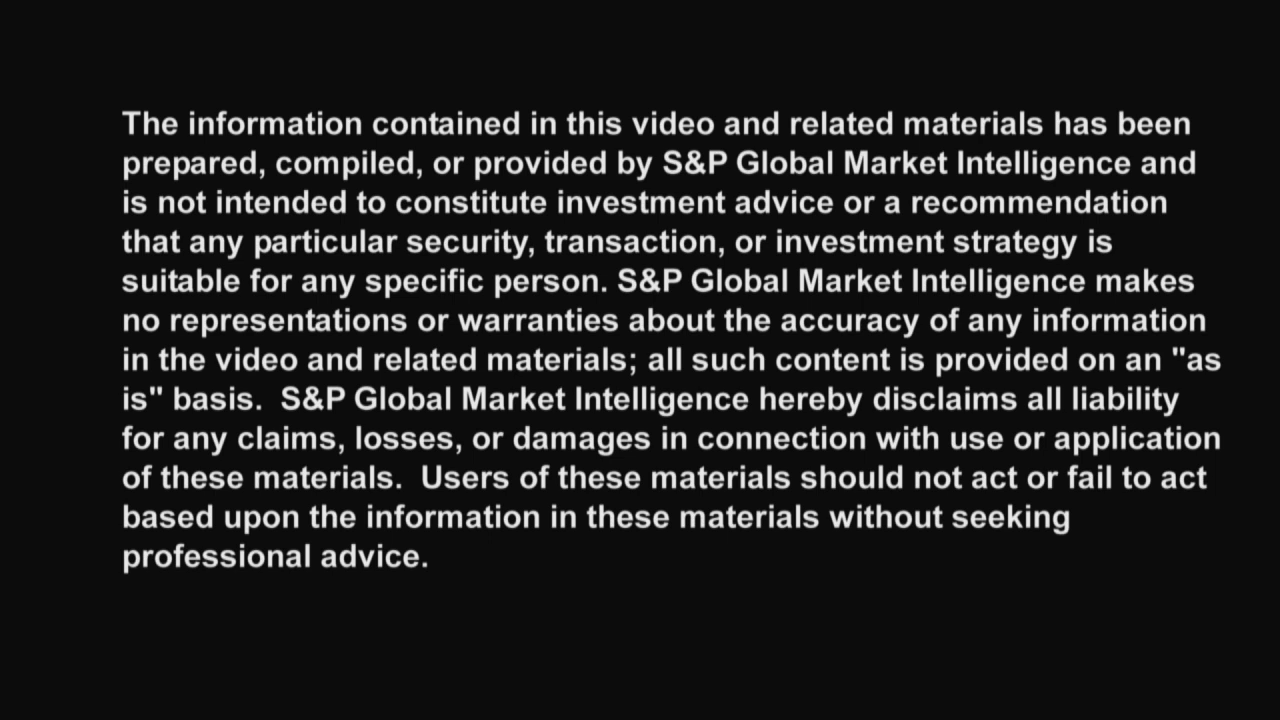 The information contained in this video and related materials has been
prepared, compiled, or provided by S&P Global Market Intelligence and
is not intended to constitute investment advice or a recommendation
that any particular security, transaction, or investment strategy is
suitable for any specific person. S&P Global Market Intelligence makes
no representations or warranties about the accuracy of any information
in the video and related materials; all such content is provided on an "as
is" basis.  S&P Global Market Intelligence hereby disclaims all liability
for any claims, losses, or damages in connection with use or application
of these materials.  Users of these materials should not act or fail to act
based upon the information in these materials without seeking
professional advice.